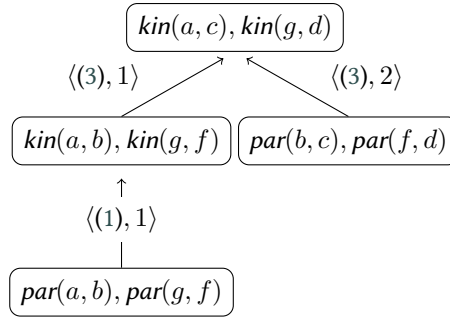 kin(a, c), kin(g, d)
⟨(3), 1⟩ ⟨(3), 2⟩
kin(a, b), kin(g, f) par(b, c), par(f, d)
⟨(1), 1⟩
par(a, b), par(g, f)